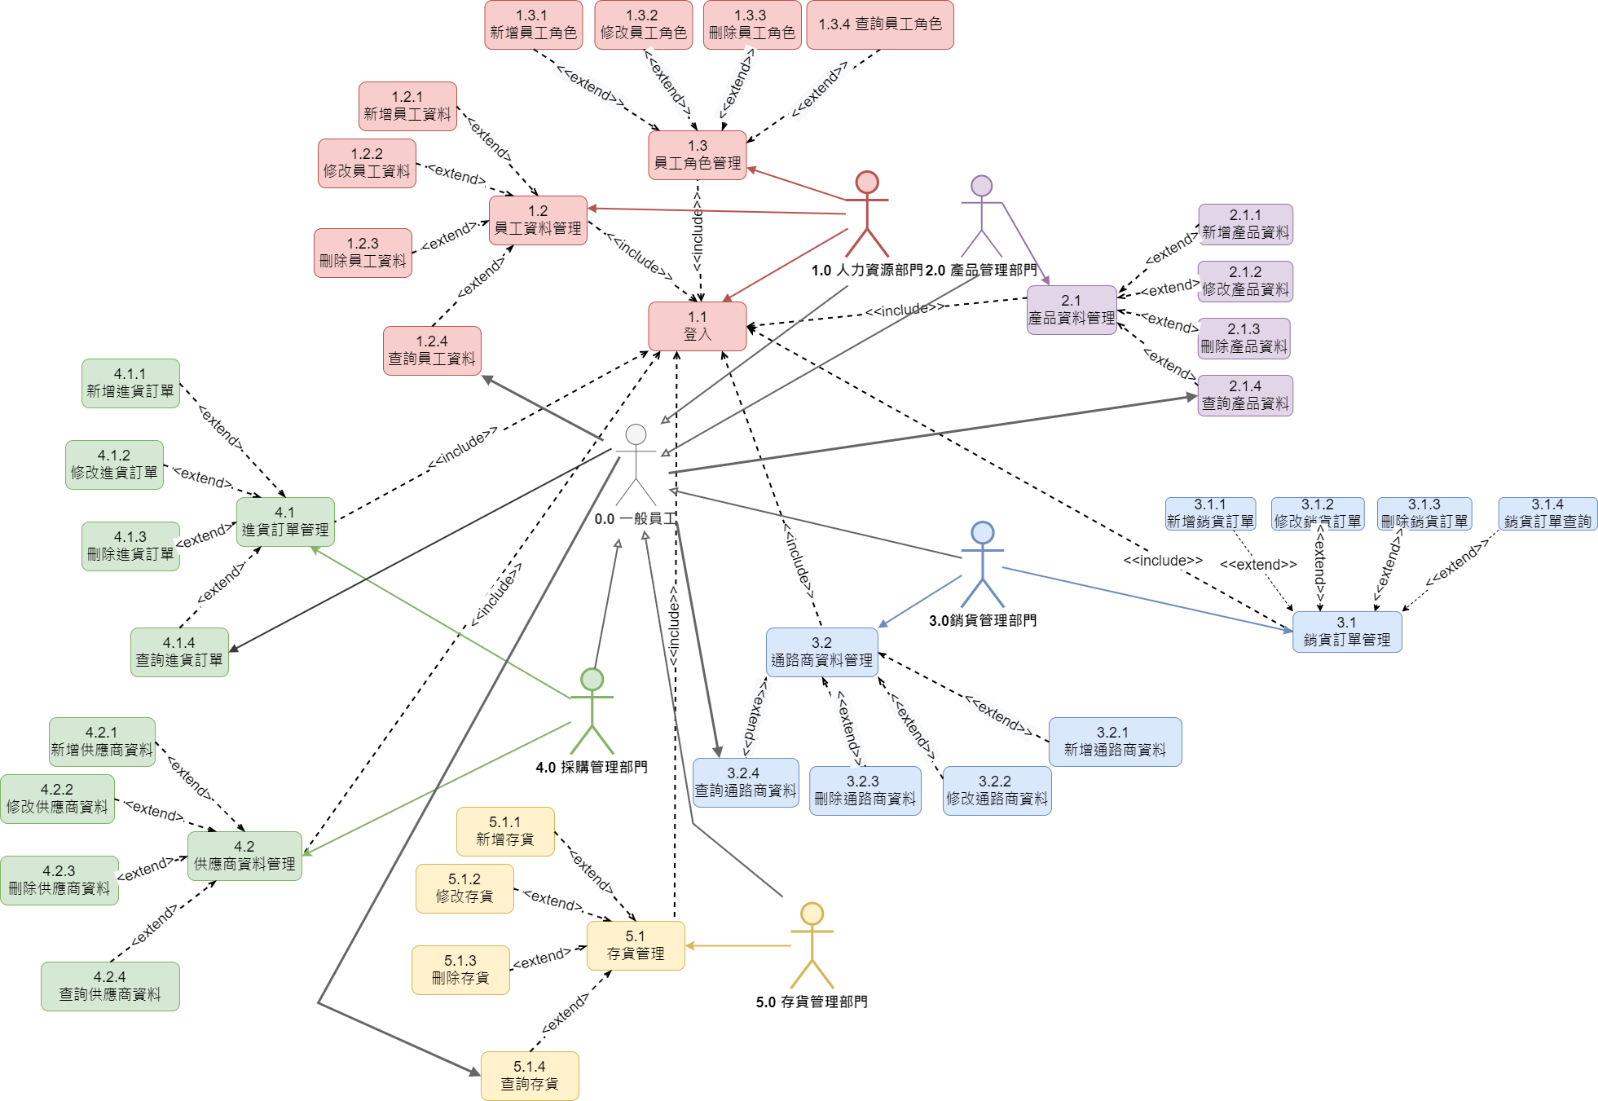 1.3.1
新增員工角色
1.3.2
修改員工角色
1.3.3
刪除員工角色
1.3.4 查詢員工角色
<<extend>>
<<extend>>
<<extend>>
<<extend>>
1.2.1
新增員工資料
1.2.2
修改員工資料
1.2.3
刪除員工資料
1.2.4
查詢員工資料
<extend>
<extend>
<extend>
<extend>
1.3
員工角色管理
1.2
員工資料管理
<<include>>
<<include>>
1.0 人力資源部門
2.0 產品管理部門
2.1.1
新增產品資料
2.1.2
修改產品資料
2.1.3
刪除產品資料
2.1.4
查詢產品資料
<extend>
<extend>
<extend>
<extend>
2.1
產品資料管理
<<include>>
1.1
登入
4.1.1
新增進貨訂單
4.1.2
修改進貨訂單
4.1.3
刪除進貨訂單
4.1.4
查詢進貨訂單
<extend>
<extend>
<extend>
<extend>
4.1
進貨訂單管理
<<include>>
0.0 一般員工
3.1.1
新增銷貨訂單
3.1.2
修改銷貨訂單
3.1.3
刪除銷貨訂單
3.1.4
銷貨訂單查詢
<<extend>>
<<extend>>
<<extend>>
<<extend>>
<<include>>
3.1
銷貨訂單管理
3.0銷貨管理部門
<<include>>
<<include>>
<<include>>
3.2
通路商資料管理
<<extend>>
<<extend>>
<<extend>>
<<extend>>
3.2.1
新增通路商資料
3.2.4
查詢通路商資料
3.2.3
刪除通路商資料
3.2.2
修改通路商資料
4.0 採購管理部門
4.2.1
新增供應商資料
4.2.2
修改供應商資料
4.2.3
刪除供應商資料
4.2.4
查詢供應商資料
<extend>
<extend>
<extend>
<extend>
4.2
供應商資料管理
5.1.1
新增存貨
5.1.2
修改存貨
5.1.3
刪除存貨
5.1.4
查詢存貨
<extend>
<extend>
<extend>
<extend>
5.1
存貨管理
5.0 存貨管理部門